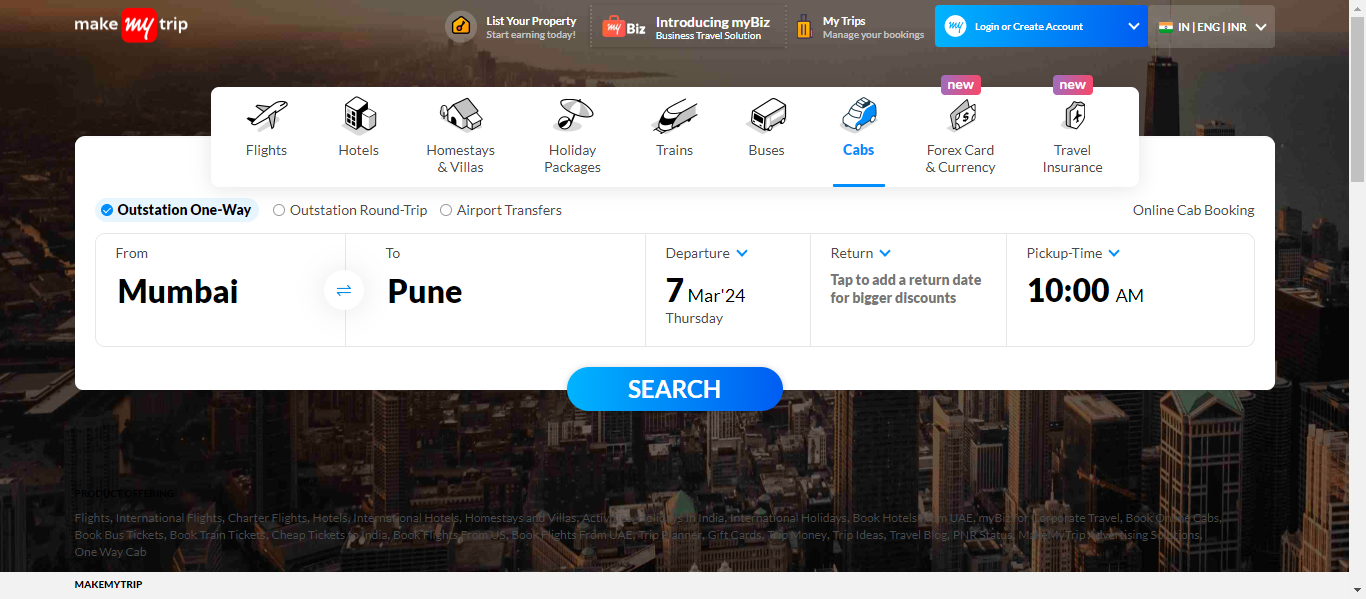 make my trip
List Your Property
Start earning today!
my Biz
Introducing myBiz
Business Travel Solution
My Trips
Manage your bookings
my
Login or Create Account
IN | ENG | INR
new
new
Flights
Hotels
Homestays
& Villas
Holiday
Packages
Trains
Buses
Cabs
Forex Card
& Currency
Travel
Insurance
Outstation One-Way
Outstation Round-Trip
Airport Transfers
Online Cab Booking
From
Mumbai
To
Pune
Departure
7 Mar'24
Thursday
Return
Tap to add a return date
for bigger discounts
Pickup-Time
10:00 AM
SEARCH
PRODUCT OFFERING
Flights, International Flights, Charter Flights, Hotels, International Hotels, Homestays and Villas, Activities, Holidays In India, International Holidays, Book Hotels From UAE, myBiz for Corporate Travel, Book Online Cabs,
Book Bus Tickets, Book Train Tickets, Cheap Tickets to India, Book Flights From US, Book Flights From UAE, Trip Planner, Gift Cards, Trip Money, Trip Ideas, Travel Blog, PNR Status, MakeMyTrip Advertising Solutions,
One Way Cab
MAKEMYTRIP